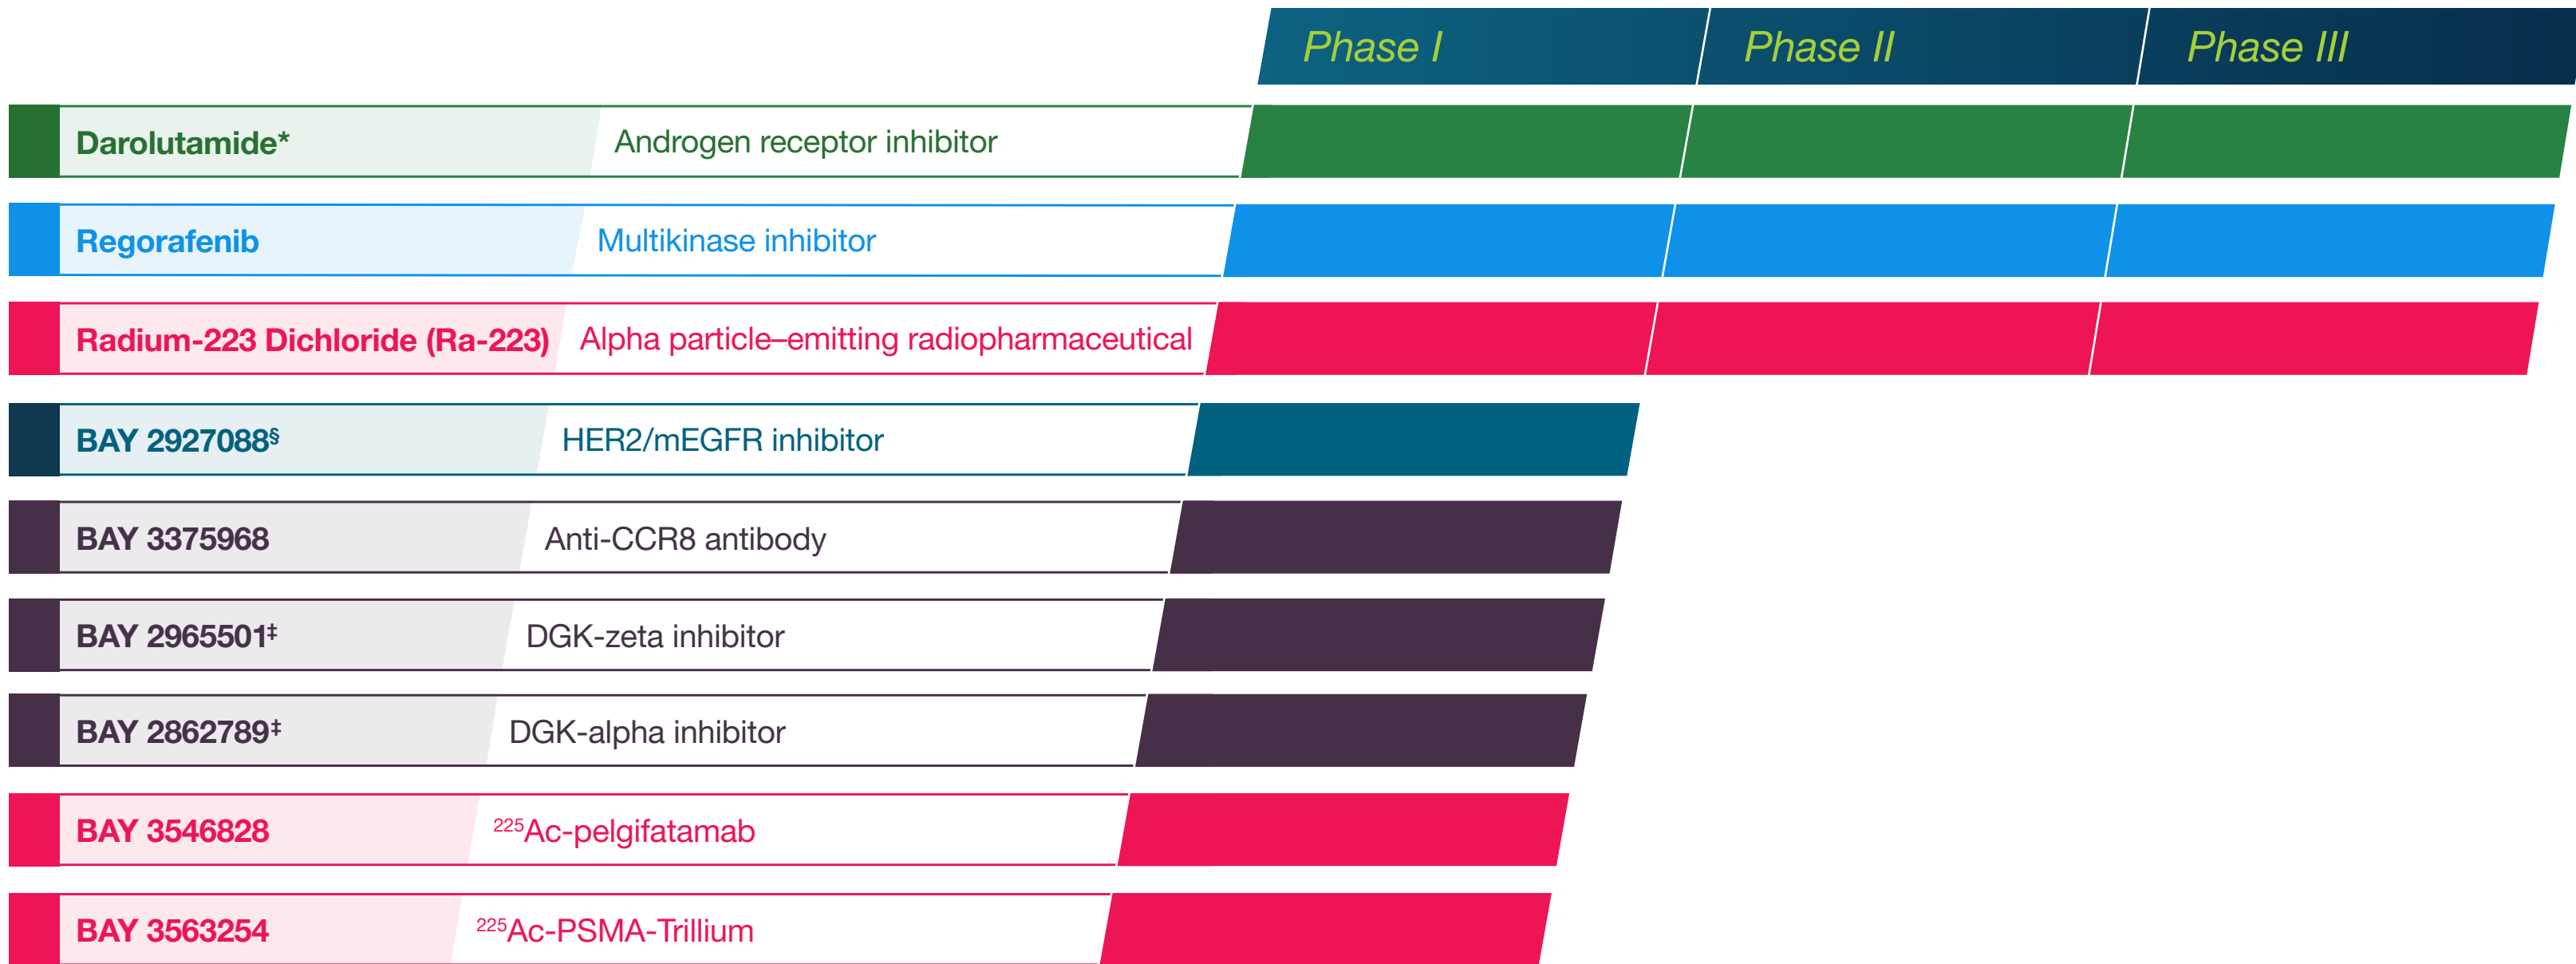 Phase I Phase II Phase III
Darolutamide* Androgen receptor inhibitor
Regorafenib Multikinase inhibitor
Radium-223 Dichloride (Ra-223) Alpha particle–emitting radiopharmaceutical
BAY 2927088§ HER2/mEGFR inhibitor
BAY 3375968 Anti-CCR8 antibody
BAY 2965501‡ DGK-zeta inhibitor
BAY 2862789‡ DGK-alpha inhibitor
BAY 3546828 ²²⁵Ac-pelgifatamab
BAY 3563254 ²²⁵Ac-PSMA-Trillium